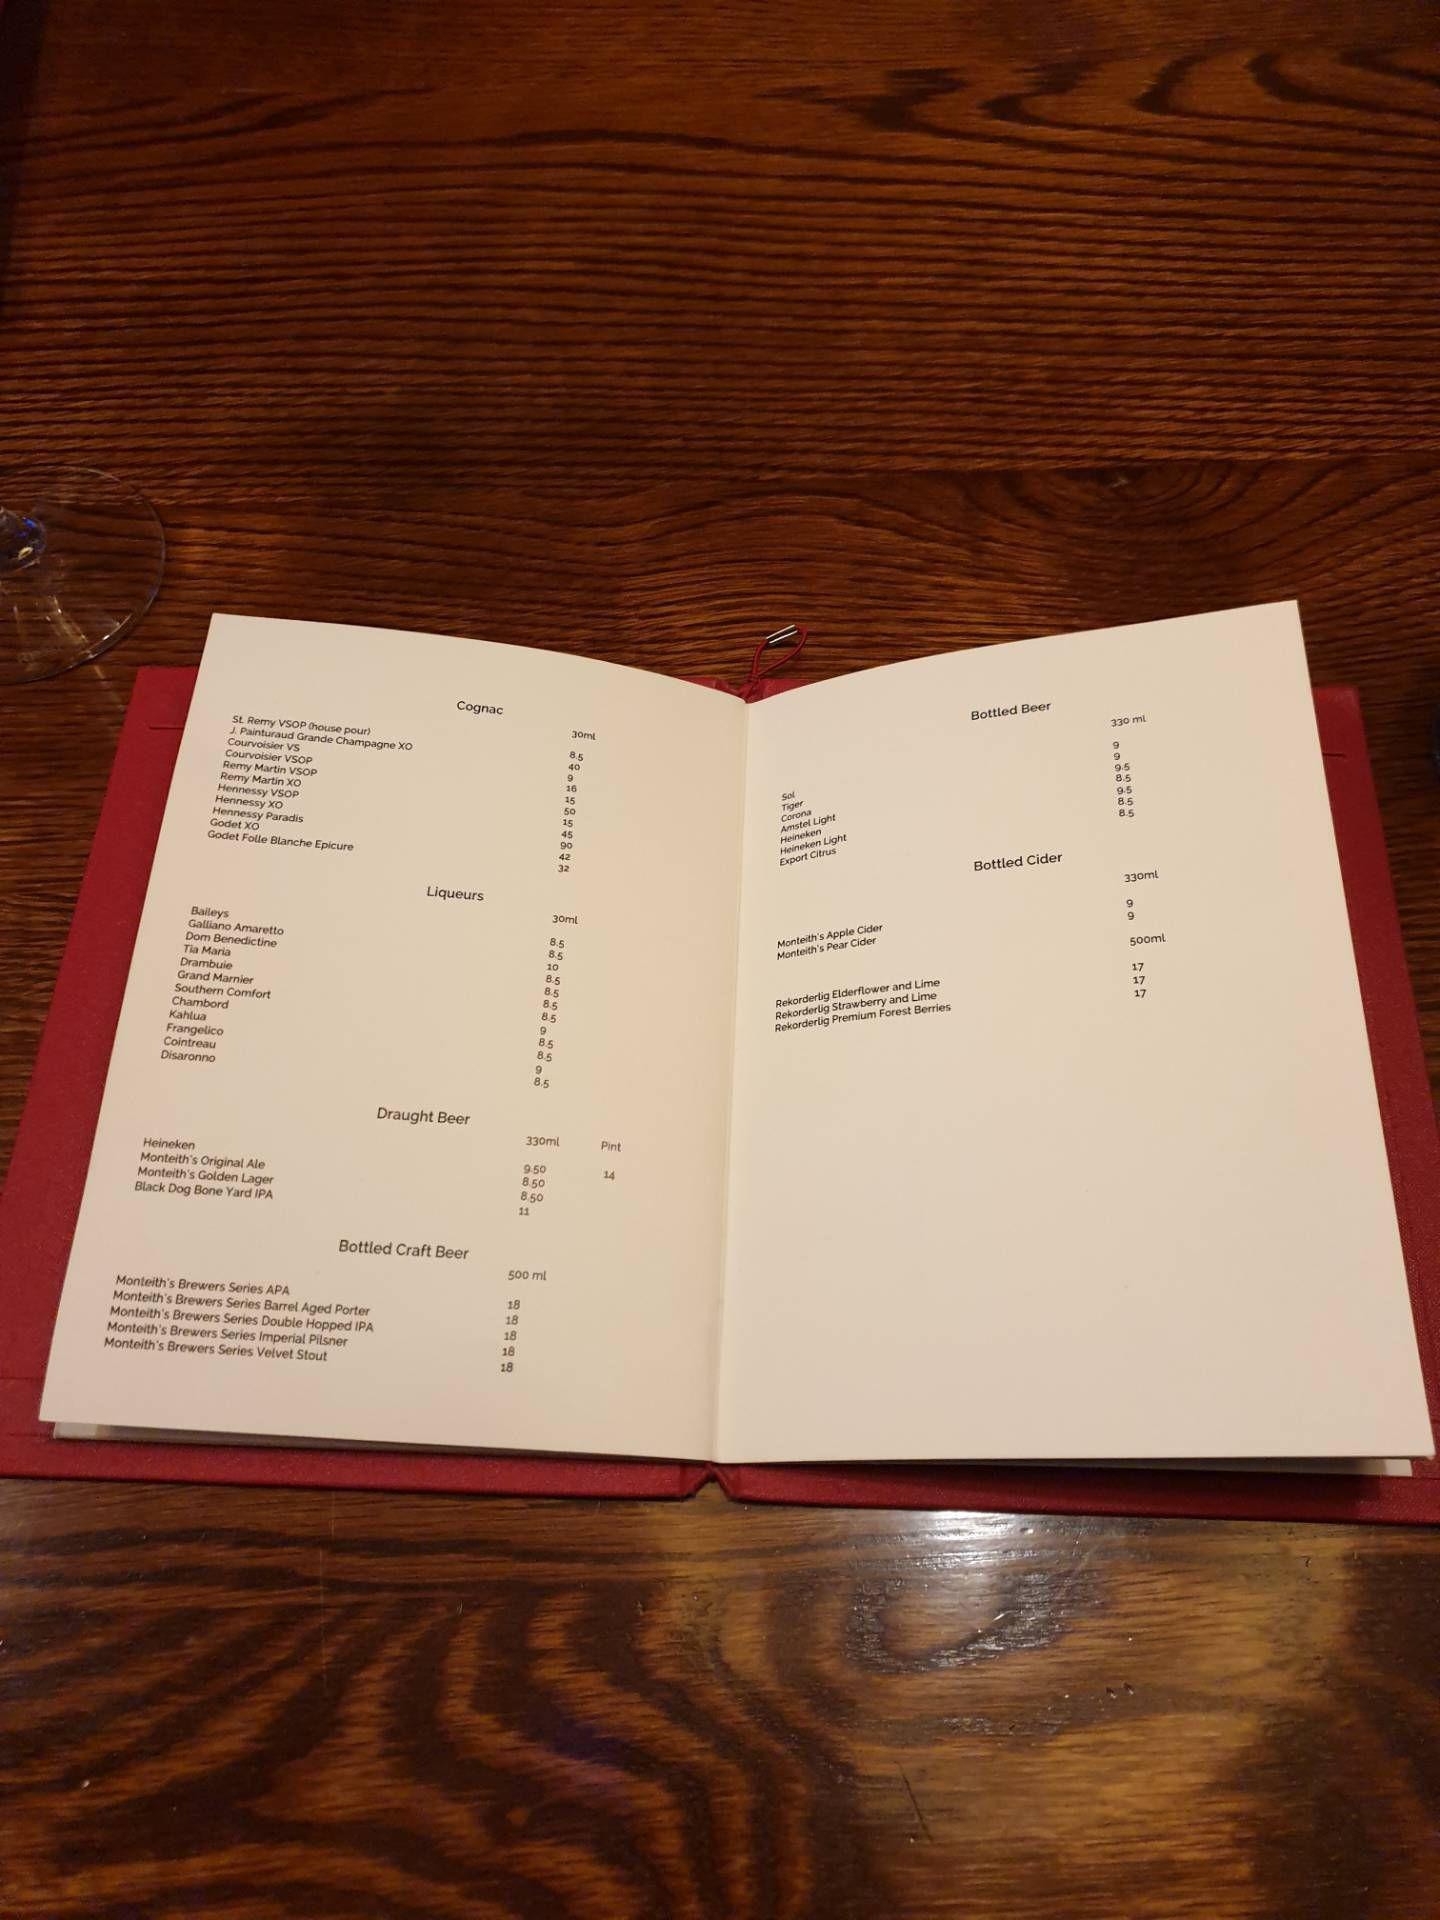 Cognac
30ml
St. Remy VSOP (house pour) 8.5
J. Painturaud Grande Champagne XO 40
Courvoisier VS 9
Courvoisier VSOP 16
Remy Martin VSOP 15
Remy Martin XO 50
Hennessy VSOP 15
Hennessy XO 45
Hennessy Paradis 90
Godet XO 42
Godet Folle Blanche Epicure 32
Liqueurs
30ml
Baileys 8.5
Galliano Amaretto 8.5
Dom Benedictine 10
Tia Maria 8.5
Drambuie 8.5
Grand Marnier 8.5
Southern Comfort 8.5
Chambord 9
Kahlua 8.5
Frangelico 8.5
Cointreau 9
Disaronno 8.5
Draught Beer
330ml Pint
Heineken 9.50 14
Monteith's Original Ale 8.50
Monteith's Golden Lager 8.50
Black Dog Bone Yard IPA 11
Bottled Craft Beer
500 ml
Monteith's Brewers Series APA 18
Monteith's Brewers Series Barrel Aged Porter 18
Monteith's Brewers Series Double Hopped IPA 18
Monteith's Brewers Series Imperial Pilsner 18
Monteith's Brewers Series Velvet Stout 18
Bottled Beer
330 ml
Sol 9
Tiger 9
Corona 9.5
Amstel Light 8.5
Heineken 9.5
Heineken Light 8.5
Export Citrus 8.5
Bottled Cider
330ml
Monteith's Apple Cider 9
Monteith's Pear Cider 9
500ml
Rekorderlig Elderflower and Lime 17
Rekorderlig Strawberry and Lime 17
Rekorderlig Premium Forest Berries 17